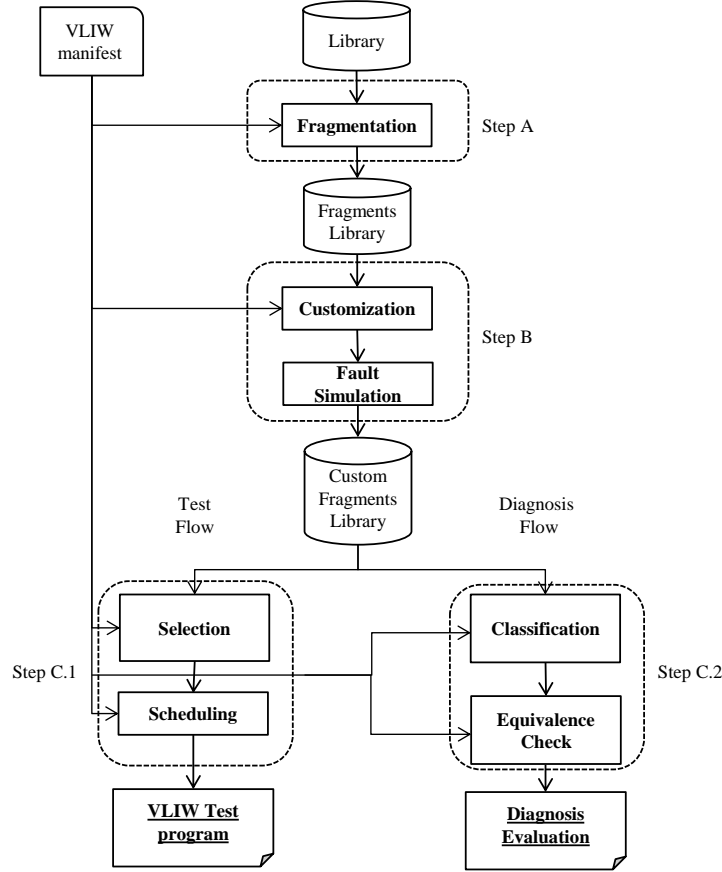 VLIW
manifest
Library
Fragmentation
Step A
Fragments
Library
Customization
Step B
Fault
Simulation
Custom
Fragments
Library
Test
Flow
Diagnosis
Flow
Selection
Classification
Step C.1
Step C.2
Scheduling
Equivalence
Check
VLIW Test
program
Diagnosis
Evaluation